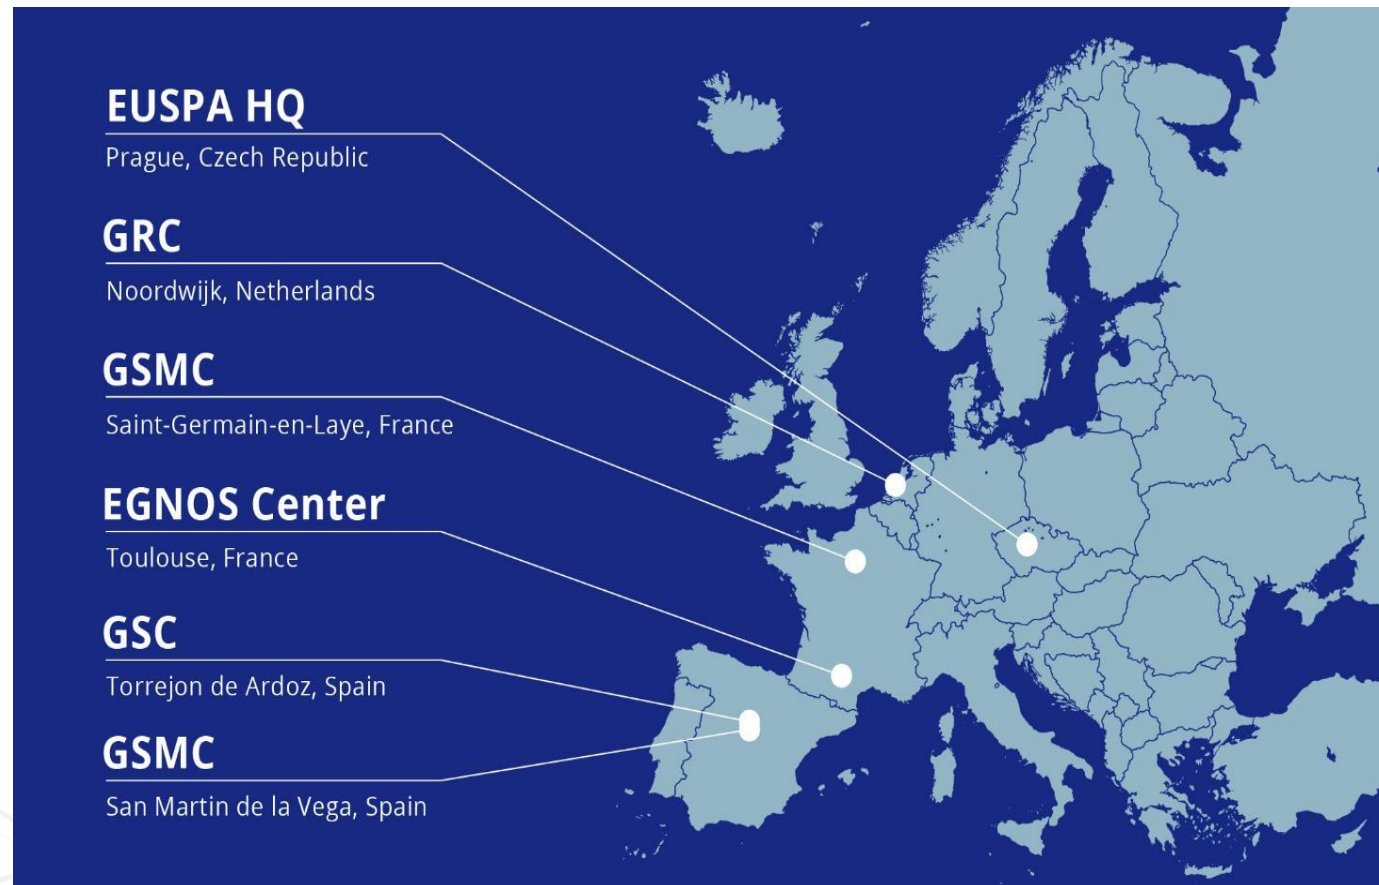 EUSPA HQ
Prague, Czech Republic
GRC
Noordwijk, Netherlands
GSMC
Saint-Germain-en-Laye, France
EGNOS Center
Toulouse, France
GSC
Torrejon de Ardoz, Spain
GSMC
San Martin de la Vega, Spain